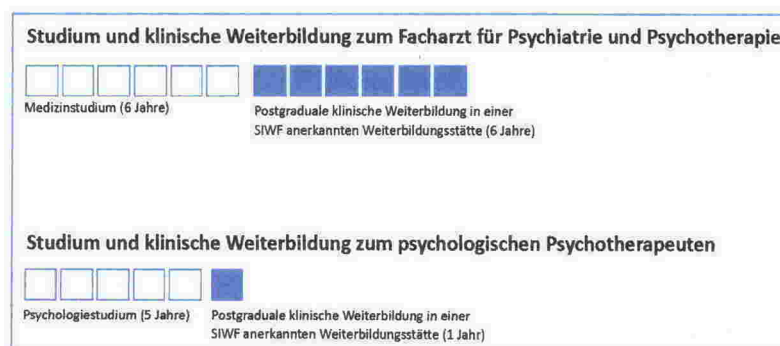 Studium und klinische Weiterbildung zum Facharzt für Psychiatrie und Psychotherapie
Medizinstudium (6 Jahre)
Postgraduale klinische Weiterbildung in einer
SIWF anerkannten Weiterbildungsstätte (6 Jahre)
Studium und klinische Weiterbildung zum psychologischen Psychotherapeuten
Psychologiestudium (5 Jahre)
Postgraduale klinische Weiterbildung in einer
SIWF anerkannten Weiterbildungsstätte (1 Jahr)